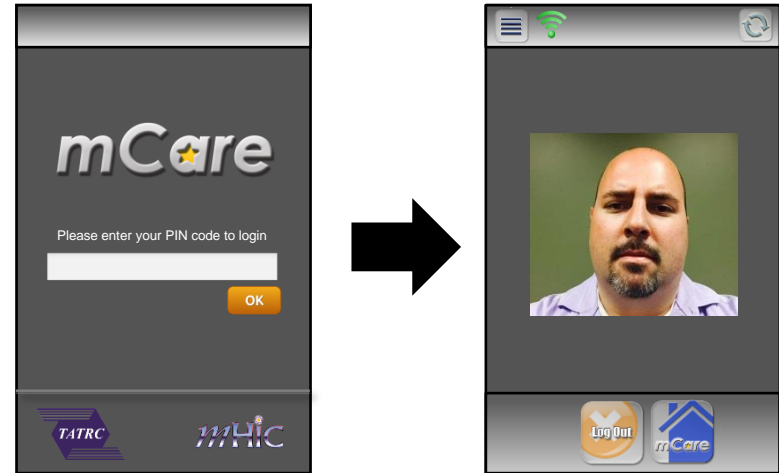 mCare
Please enter your PIN code to login
OK
TATRC
mHiC
Log Out
mCare